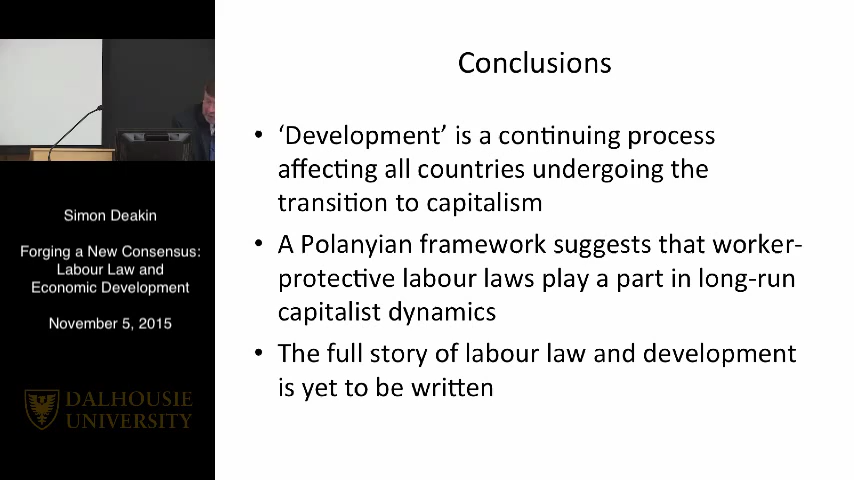 Conclusions
• ‘Development’ is a continuing process
affecting all countries undergoing the
transition to capitalism
• A Polanyian framework suggests that worker-
protective labour laws play a part in long-run
capitalist dynamics
• The full story of labour law and development
is yet to be written
Simon Deakin
Forging a New Consensus:
Labour Law and
Economic Development
November 5, 2015
DALHOUSIE
UNIVERSITY